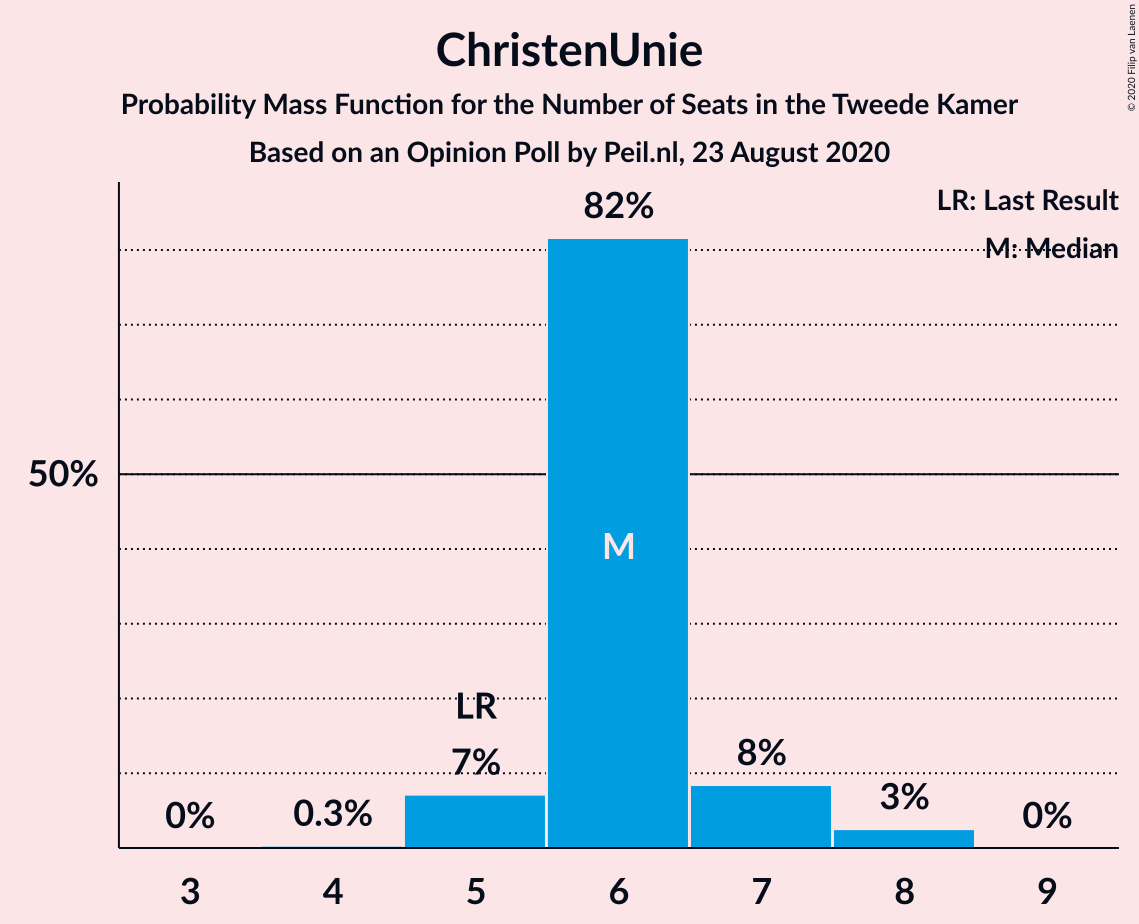 ChristenUnie
Probability Mass Function for the Number of Seats in the Tweede Kamer
Based on an Opinion Poll by Peil.nl, 23 August 2020
© 2020 Filip van Laenen
LR: Last Result
M: Median
82%
50%
M
LR
7%
8%
0%
0.3%
3%
0%
3 4 5 6 7 8 9